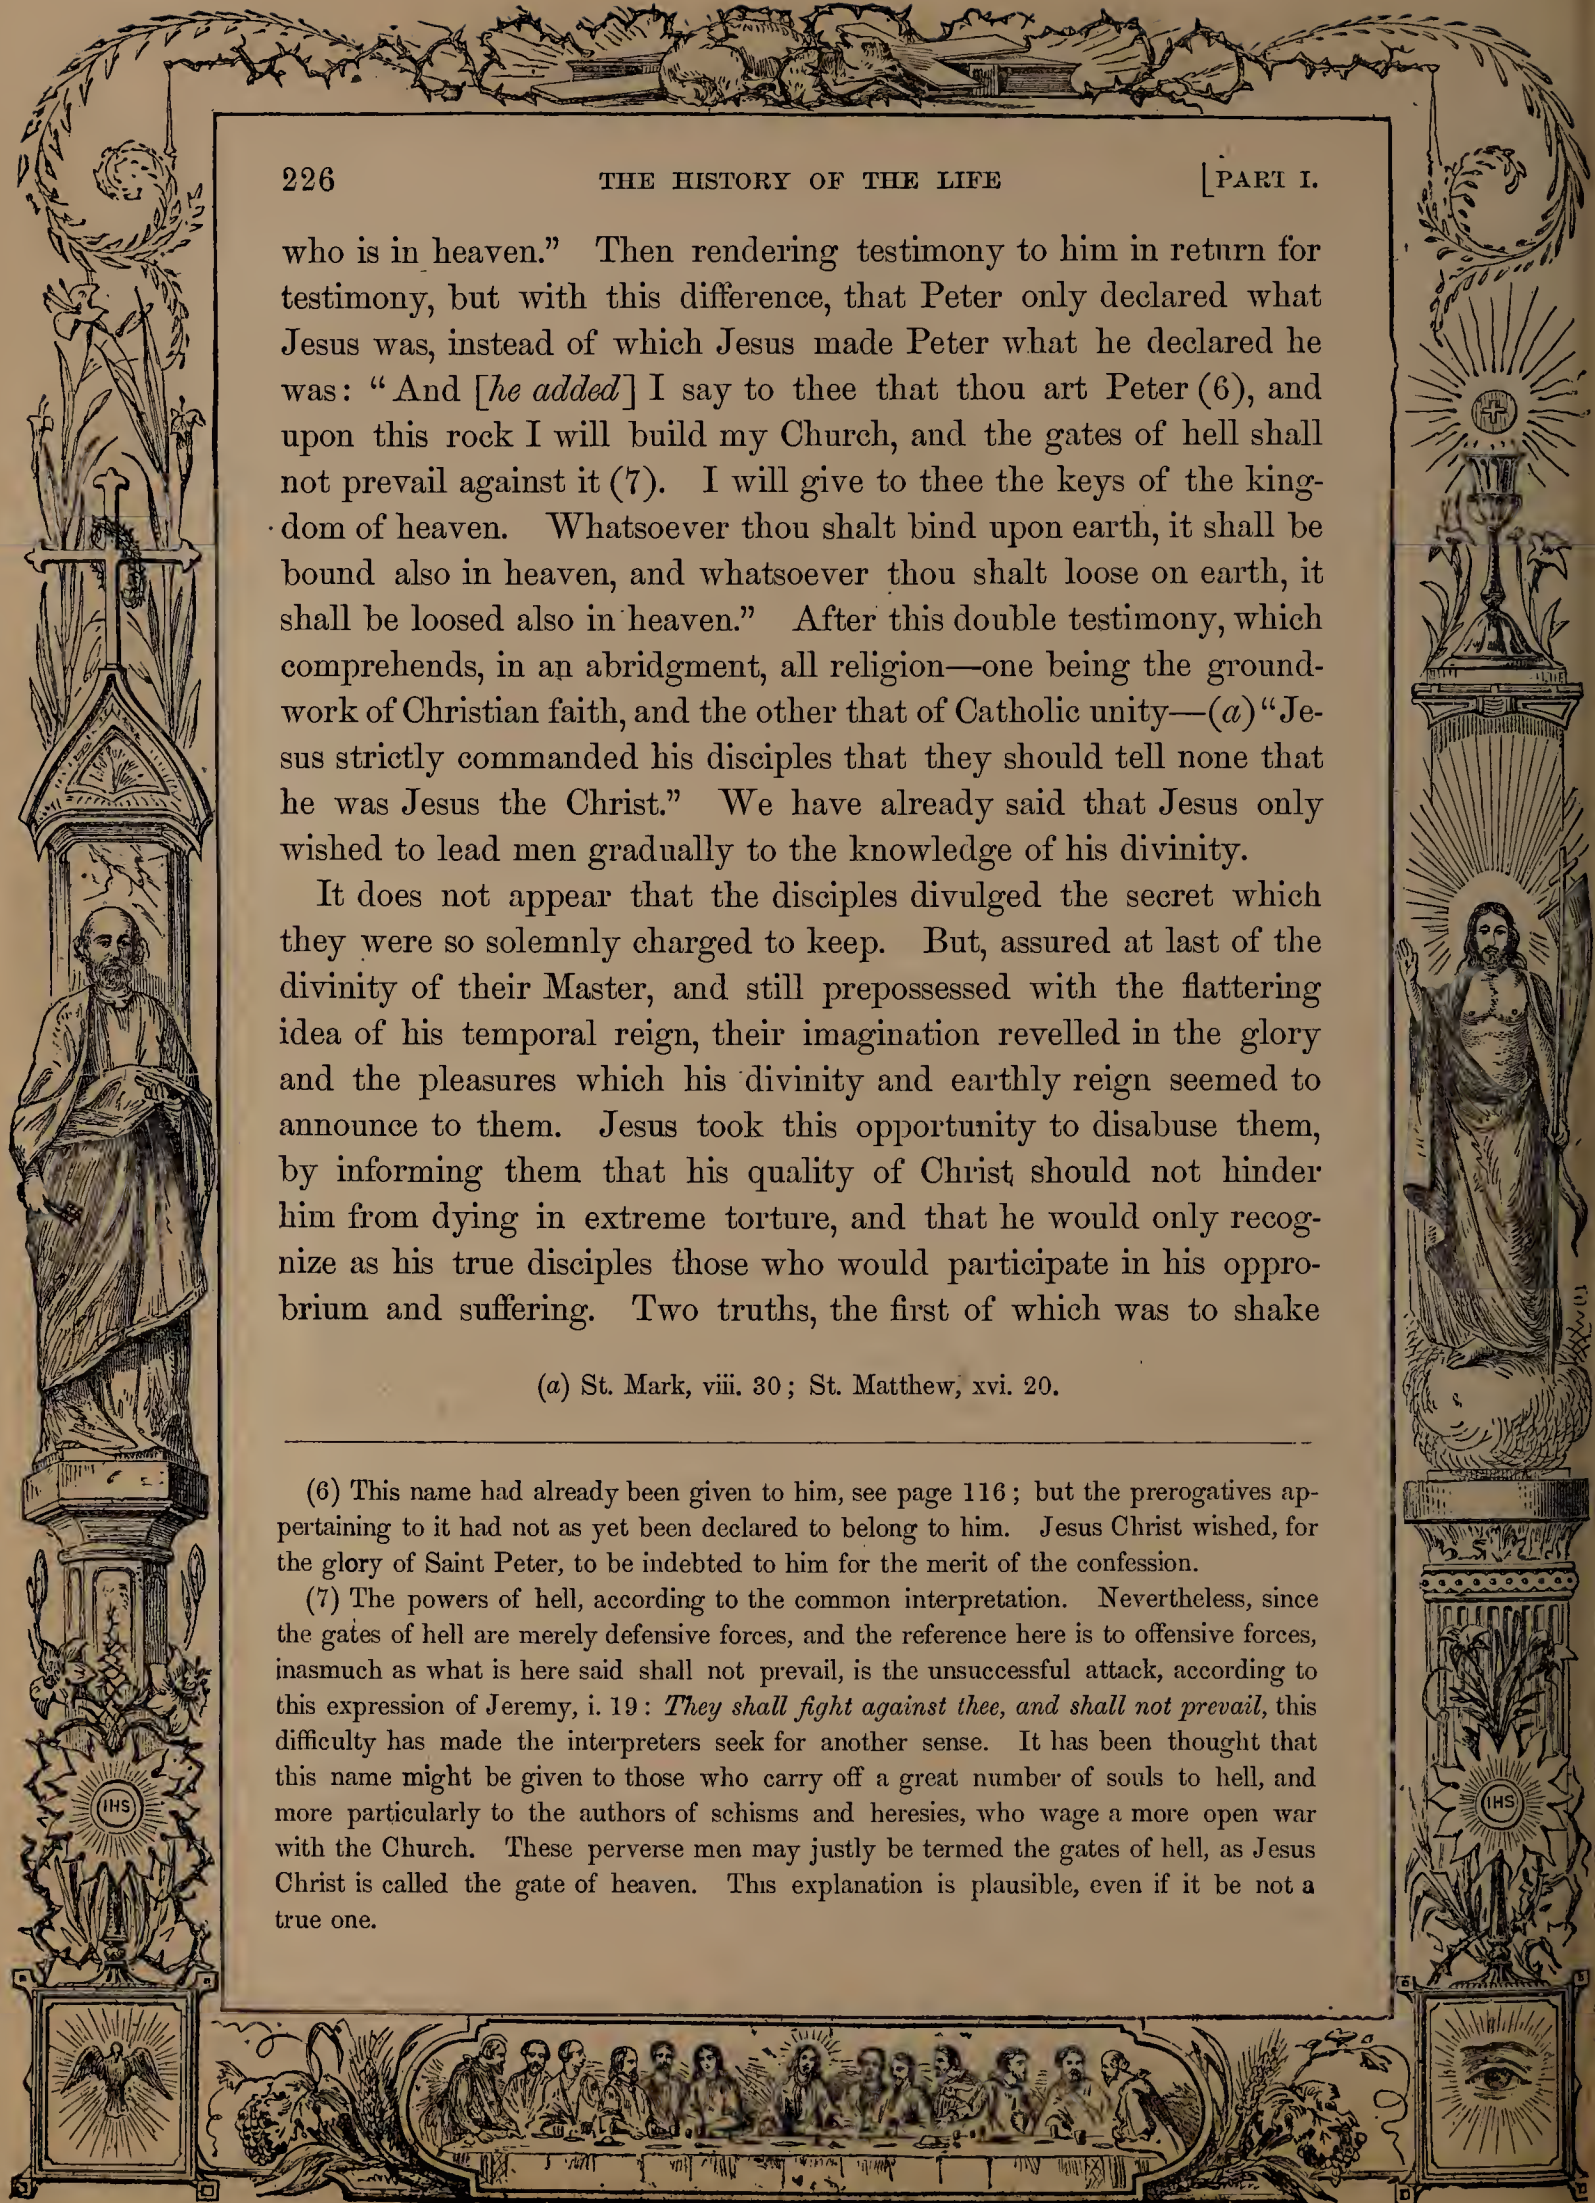 226 THE HISTORY OF THE LIFE [PART I.
who is in heaven.” Then rendering testimony to him in return for
testimony, but with this difference, that Peter only declared what
Jesus was, instead of which Jesus made Peter what he declared he
was: “And [he added] I say to thee that thou art Peter (6), and
upon this rock I will build my Church, and the gates of hell shall
not prevail against it (7). I will give to thee the keys of the king-
dom of heaven. Whatsoever thou shalt bind upon earth, it shall be
bound also in heaven, and whatsoever thou shalt loose on earth, it
shall be loosed also in heaven.” After this double testimony, which
comprehends, in an abridgment, all religion—one being the ground-
work of Christian faith, and the other that of Catholic unity—(a) “Je-
sus strictly commanded his disciples that they should tell none that
he was Jesus the Christ.” We have already said that Jesus only
wished to lead men gradually to the knowledge of his divinity.
It does not appear that the disciples divulged the secret which
they were so solemnly charged to keep. But, assured at last of the
divinity of their Master, and still prepossessed with the flattering
idea of his temporal reign, their imagination revelled in the glory
and the pleasures which his divinity and earthly reign seemed to
announce to them. Jesus took this opportunity to disabuse them,
by informing them that his quality of Christ, should not hinder
him from dying in extreme torture, and that he would only recog-
nize as his true disciples those who would participate in his oppro-
brium and suffering. Two truths, the first of which was to shake
(a) St. Mark, viii. 30; St. Matthew, xvi. 20.
(6) This name had already been given to him, see page 116; but the prerogatives ap-
pertaining to it had not as yet been declared to belong to him. Jesus Christ wished, for
the glory of Saint Peter, to be indebted to him for the merit of the confession.
(7) The powers of hell, according to the common interpretation. Nevertheless, since
the gates of hell are merely defensive forces, and the reference here is to offensive forces,
inasmuch as what is here said shall not prevail, is the unsuccessful attack, according to
this expression of Jeremy, i. 19: They shall fight against thee, and shall not prevail, this
difficulty has made the interpreters seek for another sense. It has been thought that
this name might be given to those who carry off a great number of souls to hell, and
more particularly to the authors of schisms and heresies, who wage a more open war
with the Church. These perverse men may justly be termed the gates of hell, as Jesus
Christ is called the gate of heaven. This explanation is plausible, even if it be not a
true one.
IHS
IHS